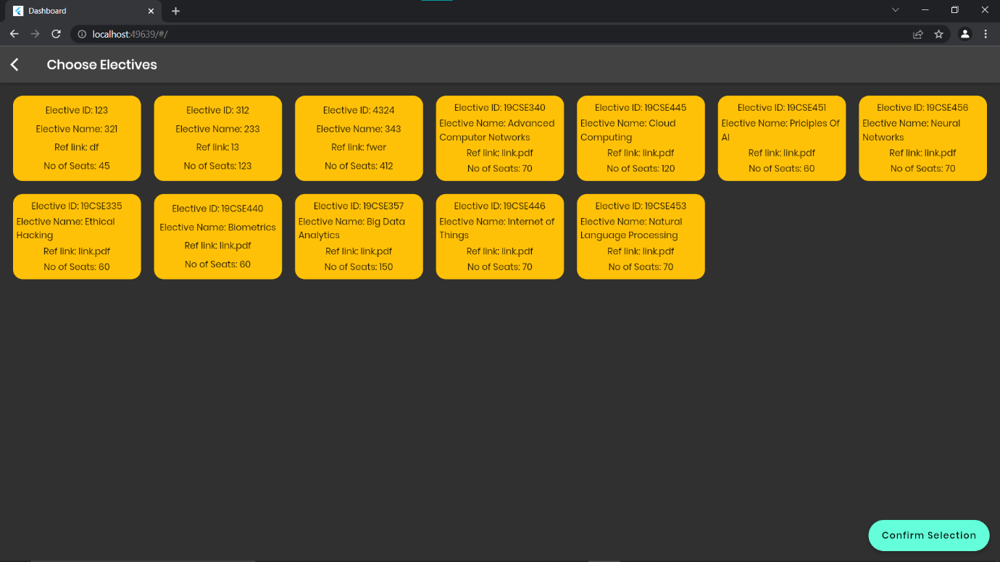 Dashboard
localhost:49639/#/
Choose Electives
Elective ID: 123
Elective Name: 321
Ref link: df
No of Seats: 45
Elective ID: 312
Elective Name: 233
Ref link: 13
No of Seats: 123
Elective ID: 4324
Elective Name: 343
Ref link: fwer
No of Seats: 412
Elective ID: 19CSE340
Elective Name: Advanced
Computer Networks
Ref link: link.pdf
No of Seats: 70
Elective ID: 19CSE445
Elective Name: Cloud
Computing
Ref link: link.pdf
No of Seats: 120
Elective ID: 19CSE451
Elective Name: Priciples Of
AI
Ref link: link.pdf
No of Seats: 60
Elective ID: 19CSE456
Elective Name: Neural
Networks
Ref link: link.pdf
No of Seats: 70
Elective ID: 19CSE335
Elective Name: Ethical
Hacking
Ref link: link.pdf
No of Seats: 60
Elective ID: 19CSE440
Elective Name: Biometrics
Ref link: link.pdf
No of Seats: 60
Elective ID: 19CSE357
Elective Name: Big Data
Analytics
Ref link: link.pdf
No of Seats: 150
Elective ID: 19CSE446
Elective Name: Internet of
Things
Ref link: link.pdf
No of Seats: 70
Elective ID: 19CSE453
Elective Name: Natural
Language Processing
Ref link: link.pdf
No of Seats: 70
Confirm Selection